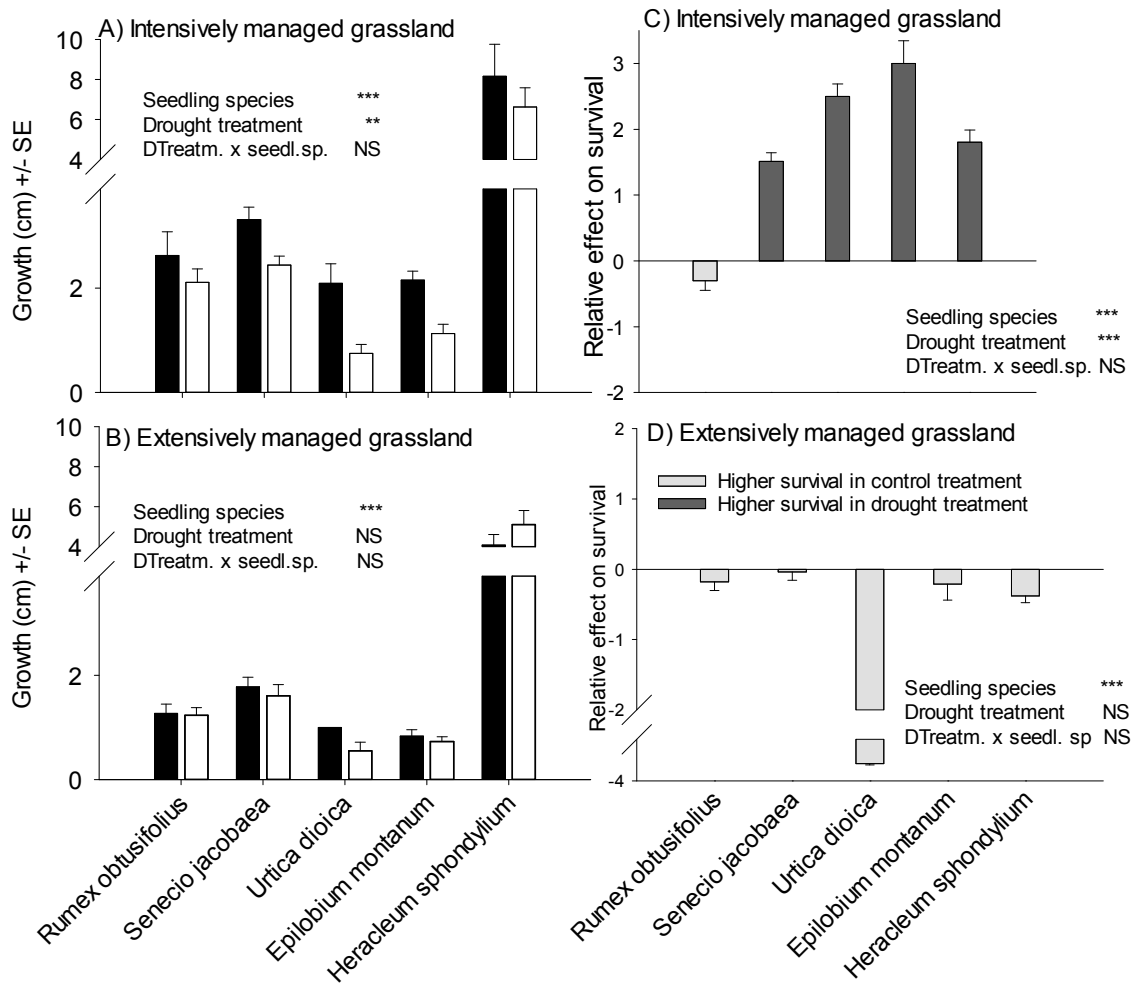 A) Intensively managed grassland
10
8
6
4
2
0
Growth (cm) +/- SE
Seedling species ***
Drought treatment **
DTreatm. x seedl.sp. NS
B) Extensively managed grassland
10
8
6
4
2
0
Growth (cm) +/- SE
Seedling species ***
Drought treatment NS
DTreatm. x seedl.sp. NS
Rumex obtusifolius
Senecio jacobaea
Urtica dioica
Epilobium montanum
Heracleum sphondylium
C) Intensively managed grassland
3
2
1
0
-1
-2
Relative effect on survival
Seedling species ***
Drought treatment ***
DTreatm. x seedl.sp. NS
D) Extensively managed grassland
2
1
0
-1
-2
-4
Relative effect on survival
Higher survival in control treatment
Higher survival in drought treatment
Seedling species ***
Drought treatment NS
DTreatm. x seedl. sp NS
Rumex obtusifolius
Senecio jacobaea
Urtica dioica
Epilobium montanum
Heracleum sphondylium